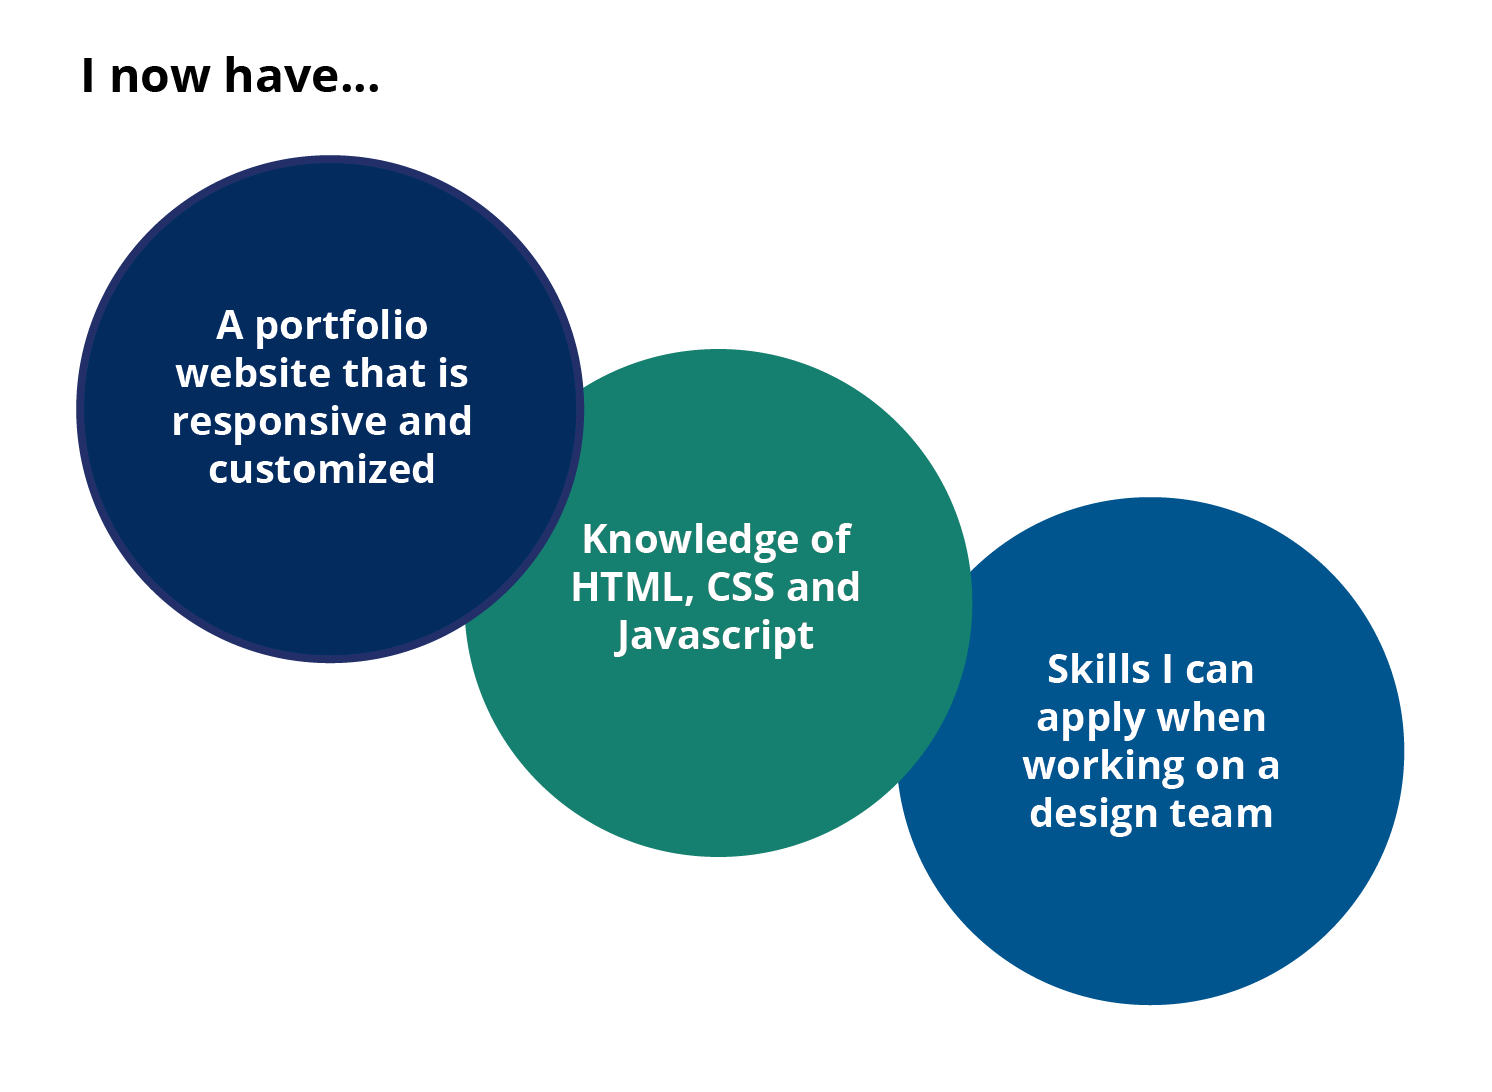 I now have...
A portfolio
website that is
responsive and
customized
Knowledge of
HTML, CSS and
Javascript
Skills I can
apply when
working on a
design team